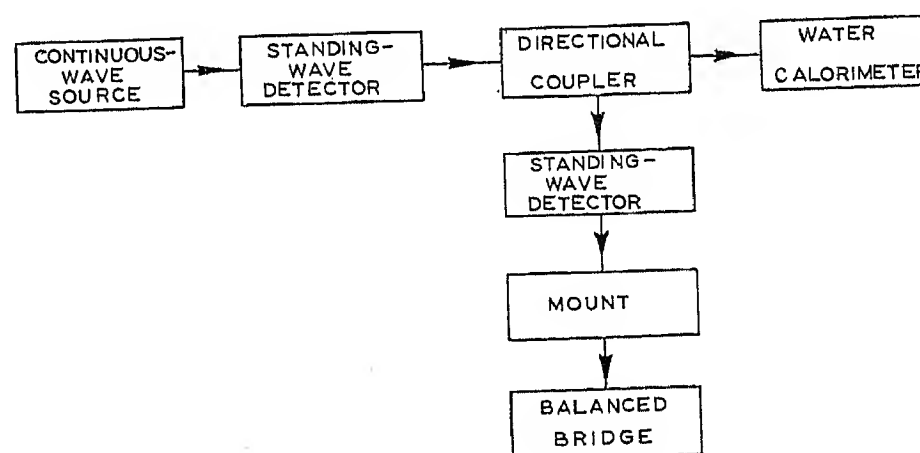 CONTINUOUS-
WAVE
SOURCE
STANDING-
WAVE
DETECTOR
DIRECTIONAL
COUPLER
WATER
CALORIMETER
STANDING-
WAVE
DETECTOR
MOUNT
BALANCED
BRIDGE